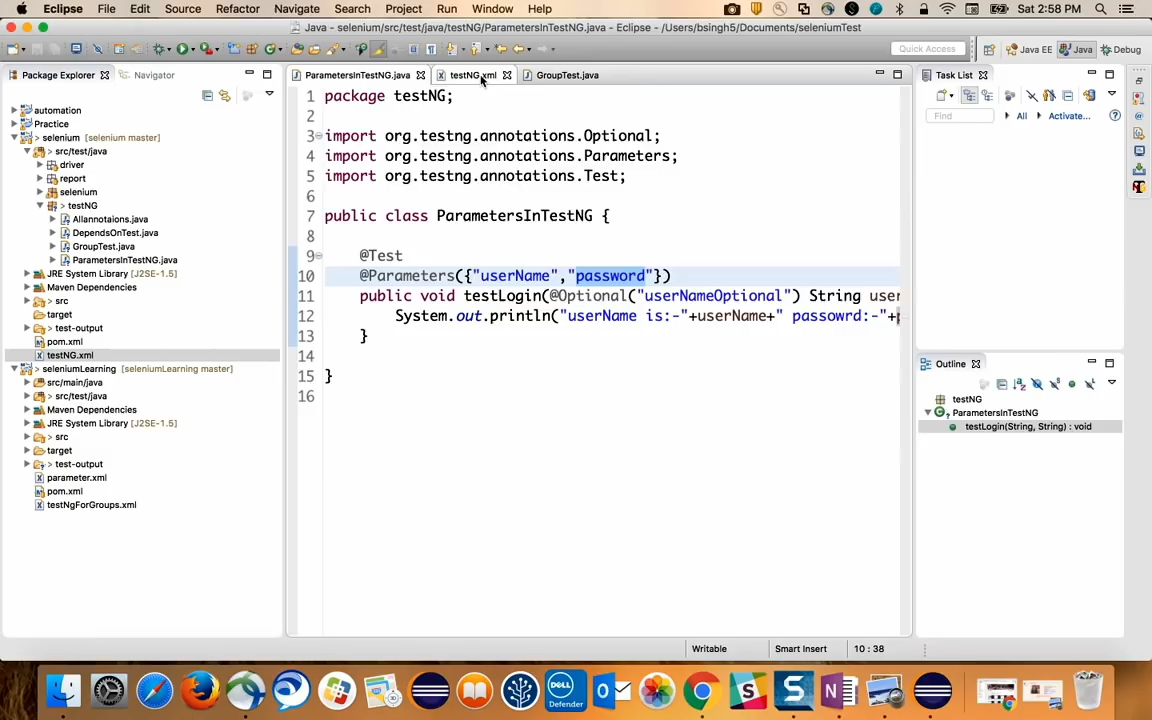 Eclipse File Edit Source Refactor Navigate Search Project Run Window Help Sat 2:58 PM
Java - selenium/src/test/java/testNG/ParametersInTestNG.java - Eclipse - /Users/bsingh5/Documents/seleniumTest
Quick Access Java EE Java Debug
Package Explorer Navigator
automation
Practice
> selenium [selenium master]
> src/test/java
driver
> report
selenium
> testNG
> Allannotaions.java
> DependsOnTest.java
> GroupTest.java
> ParametersInTestNG.java
JRE System Library [J2SE-1.5]
Maven Dependencies
> src
target
> test-output
pom.xml
testNG.xml
> seleniumLearning [seleniumLearning master]
src/main/java
> src/test/java
Maven Dependencies
JRE System Library [J2SE-1.5]
> src
target
> test-output
parameter.xml
pom.xml
testNgForGroups.xml
ParametersInTestNG.java testNG.xml GroupTest.java
1 package testNG;
2
3 import org.testng.annotations.Optional;
4 import org.testng.annotations.Parameters;
5 import org.testng.annotations.Test;
6
7 public class ParametersInTestNG {
8
9 @Test
10 @Parameters({"userName","password"})
11 public void testLogin(@Optional("userNameOptional") String user
12 System.out.println("userName is:-"+userName+" passowrd:-"+
13 }
14
15 }
16
Task List
Find All Activate...
Outline
testNG
ParametersInTestNG
testLogin(String, String) : void
Writable Smart Insert 10 : 38
DELL
Defender